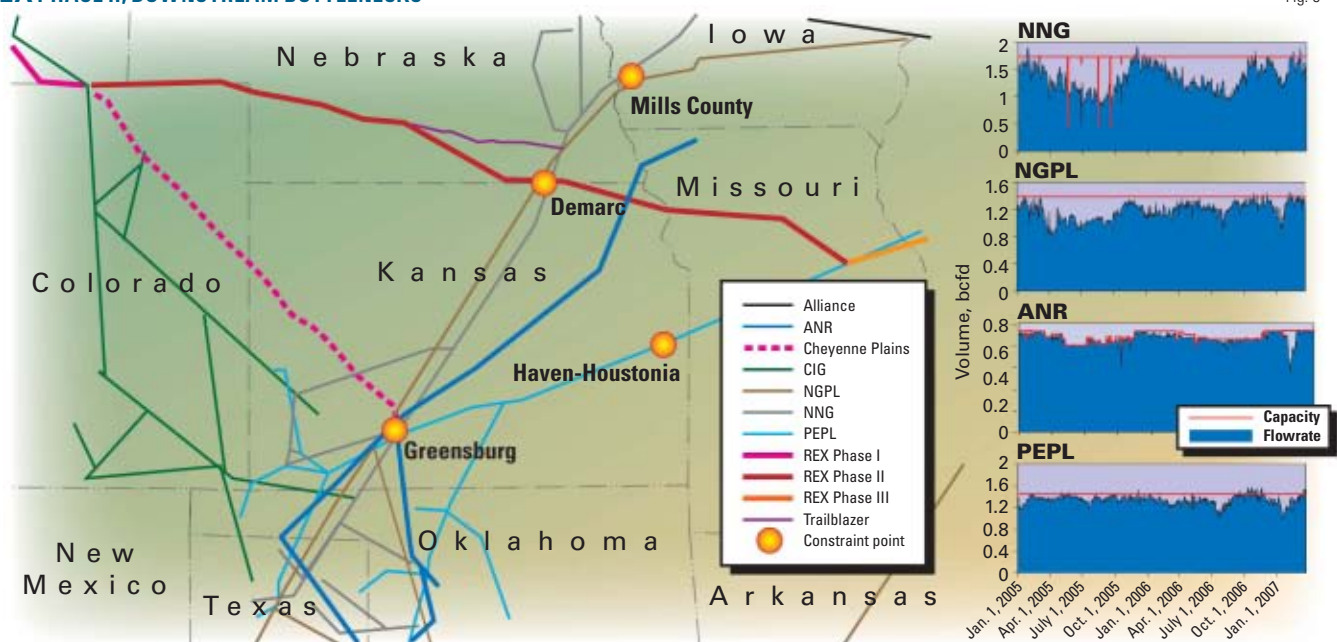 PHASE II, DOWNSTREAM BOTTLENECKS
Fig.
Nebraska
Iowa
Mills County
Demarc
Missouri
Colorado
Kansas
Haven-Houstonia
Greensburg
New
Mexico
Texas
Oklahoma
Arkansas
Alliance
ANR
Cheyenne Plains
CIG
NGPL
NNG
PEPL
REX Phase I
REX Phase II
REX Phase III
Trailblazer
Constraint point
Volume, bcfd
NNG
2
1.5
1
0.5
0
NGPL
1.6
1.2
0.8
0.4
0
ANR
0.8
0.6
0.4
0.2
0
Capacity
Flowrate
PEPL
2
1.6
1.2
0.8
0.4
0
Jan. 1, 2005
Apr. 1, 2005
July 1, 2005
Oct. 1, 2005
Jan. 1, 2006
Apr. 1, 2006
July 1, 2006
Oct. 1, 2006
Jan. 1, 2007